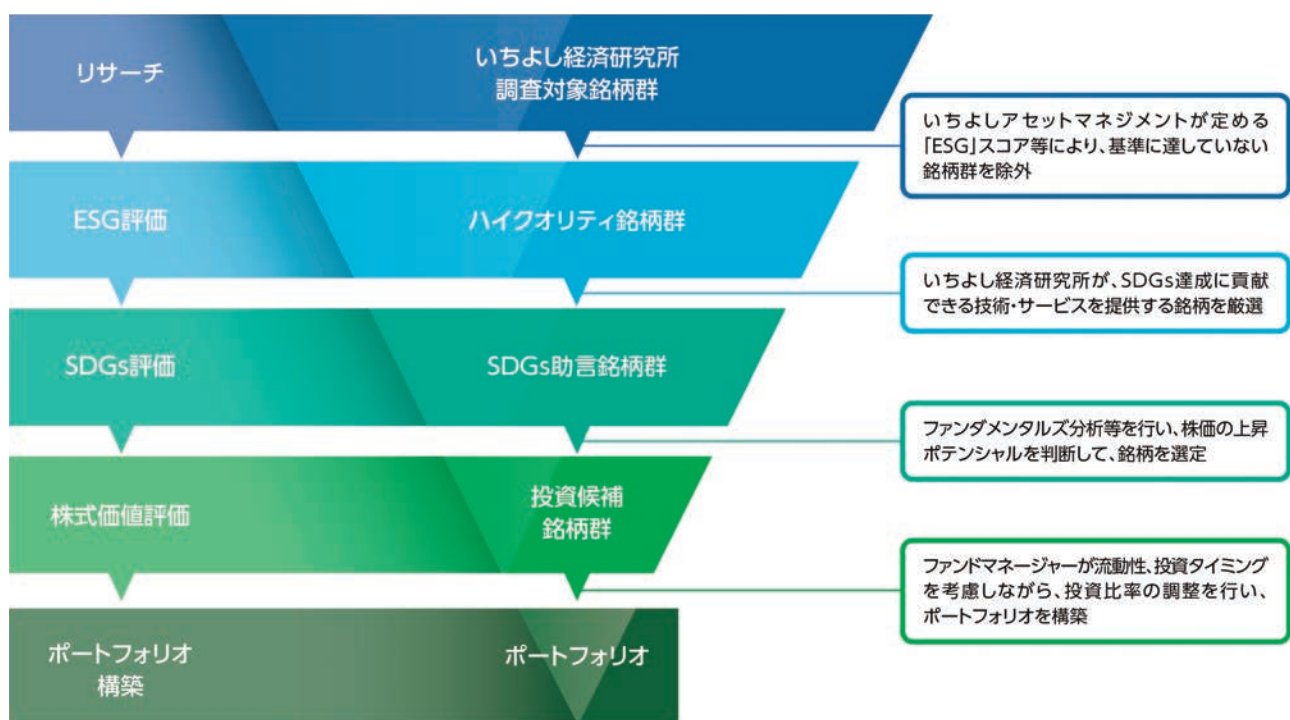 リサーチ
いちよし経済研究所
調査対象銘柄群
いちよしアセットマネジメントが定める
「ESG」スコア等により、基準に達していない
銘柄群を除外
ESG評価
ハイクオリティ銘柄群
いちよし経済研究所が、SDGs達成に貢献
できる技術・サービスを提供する銘柄を厳選
SDGs評価
SDGs助言銘柄群
ファンダメンタルズ分析等を行い、株価の上昇
ポテンシャルを判断して、銘柄を選定
株式価値評価
投資候補
銘柄群
ファンドマネージャーが流動性、投資タイミング
を考慮しながら、投資比率の調整を行い、
ポートフォリオを構築
ポートフォリオ
構築
ポートフォリオ